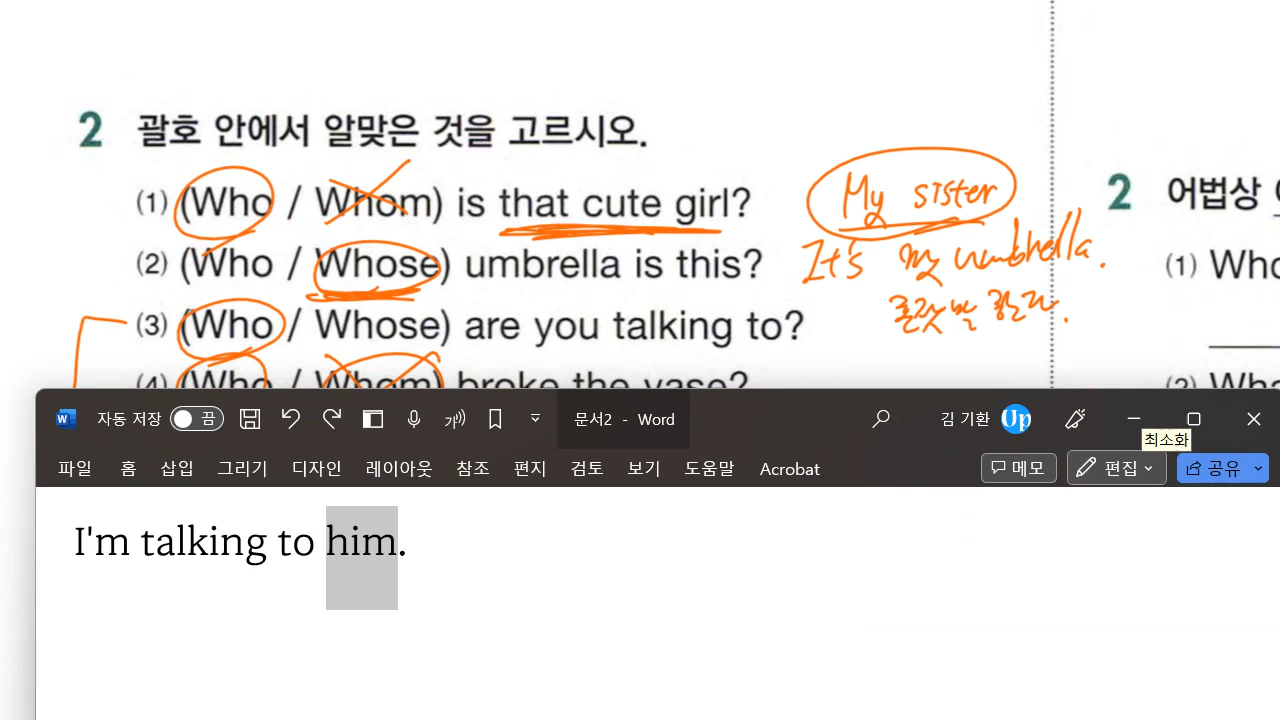 2 괄호 안에서 알맞은 것을 고르시오.
(1) (Who / Whom) is that cute girl?
My sister
(2) (Who / Whose) umbrella is this?
It's my umbrella.
(3) (Who / Whose) are you talking to?
(4) (Who / Whom) broke the vase?
2 어법상
(1) Who
(2) Wha
자동 저장 끔 가 문서2 - Word 김 기환 Up
최소화
파일 홈 삽입 그리기 디자인 레이아웃 참조 편지 검토 보기 도움말 Acrobat 메모 편집 공유
I'm talking to him.